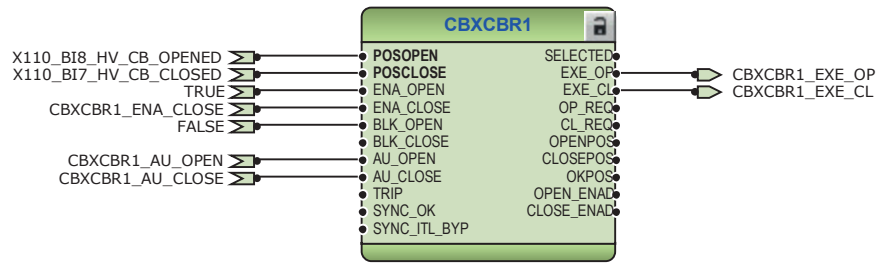 CBXCBR1
X110_BI8_HV_CB_OPENED POSOPEN SELECTED
X110_BI7_HV_CB_CLOSED POSCLOSE EXE_OP CBXCBR1_EXE_OP
TRUE ENA_OPEN EXE_CL CBXCBR1_EXE_CL
CBXCBR1_ENA_CLOSE ENA_CLOSE OP_REQ
FALSE BLK_OPEN CL_REQ
BLK_CLOSE OPENPOS
CBXCBR1_AU_OPEN AU_OPEN CLOSEPOS
CBXCBR1_AU_CLOSE AU_CLOSE OKPOS
TRIP OPEN_ENAD
SYNC_OK CLOSE_ENAD
SYNC_ITL_BYP